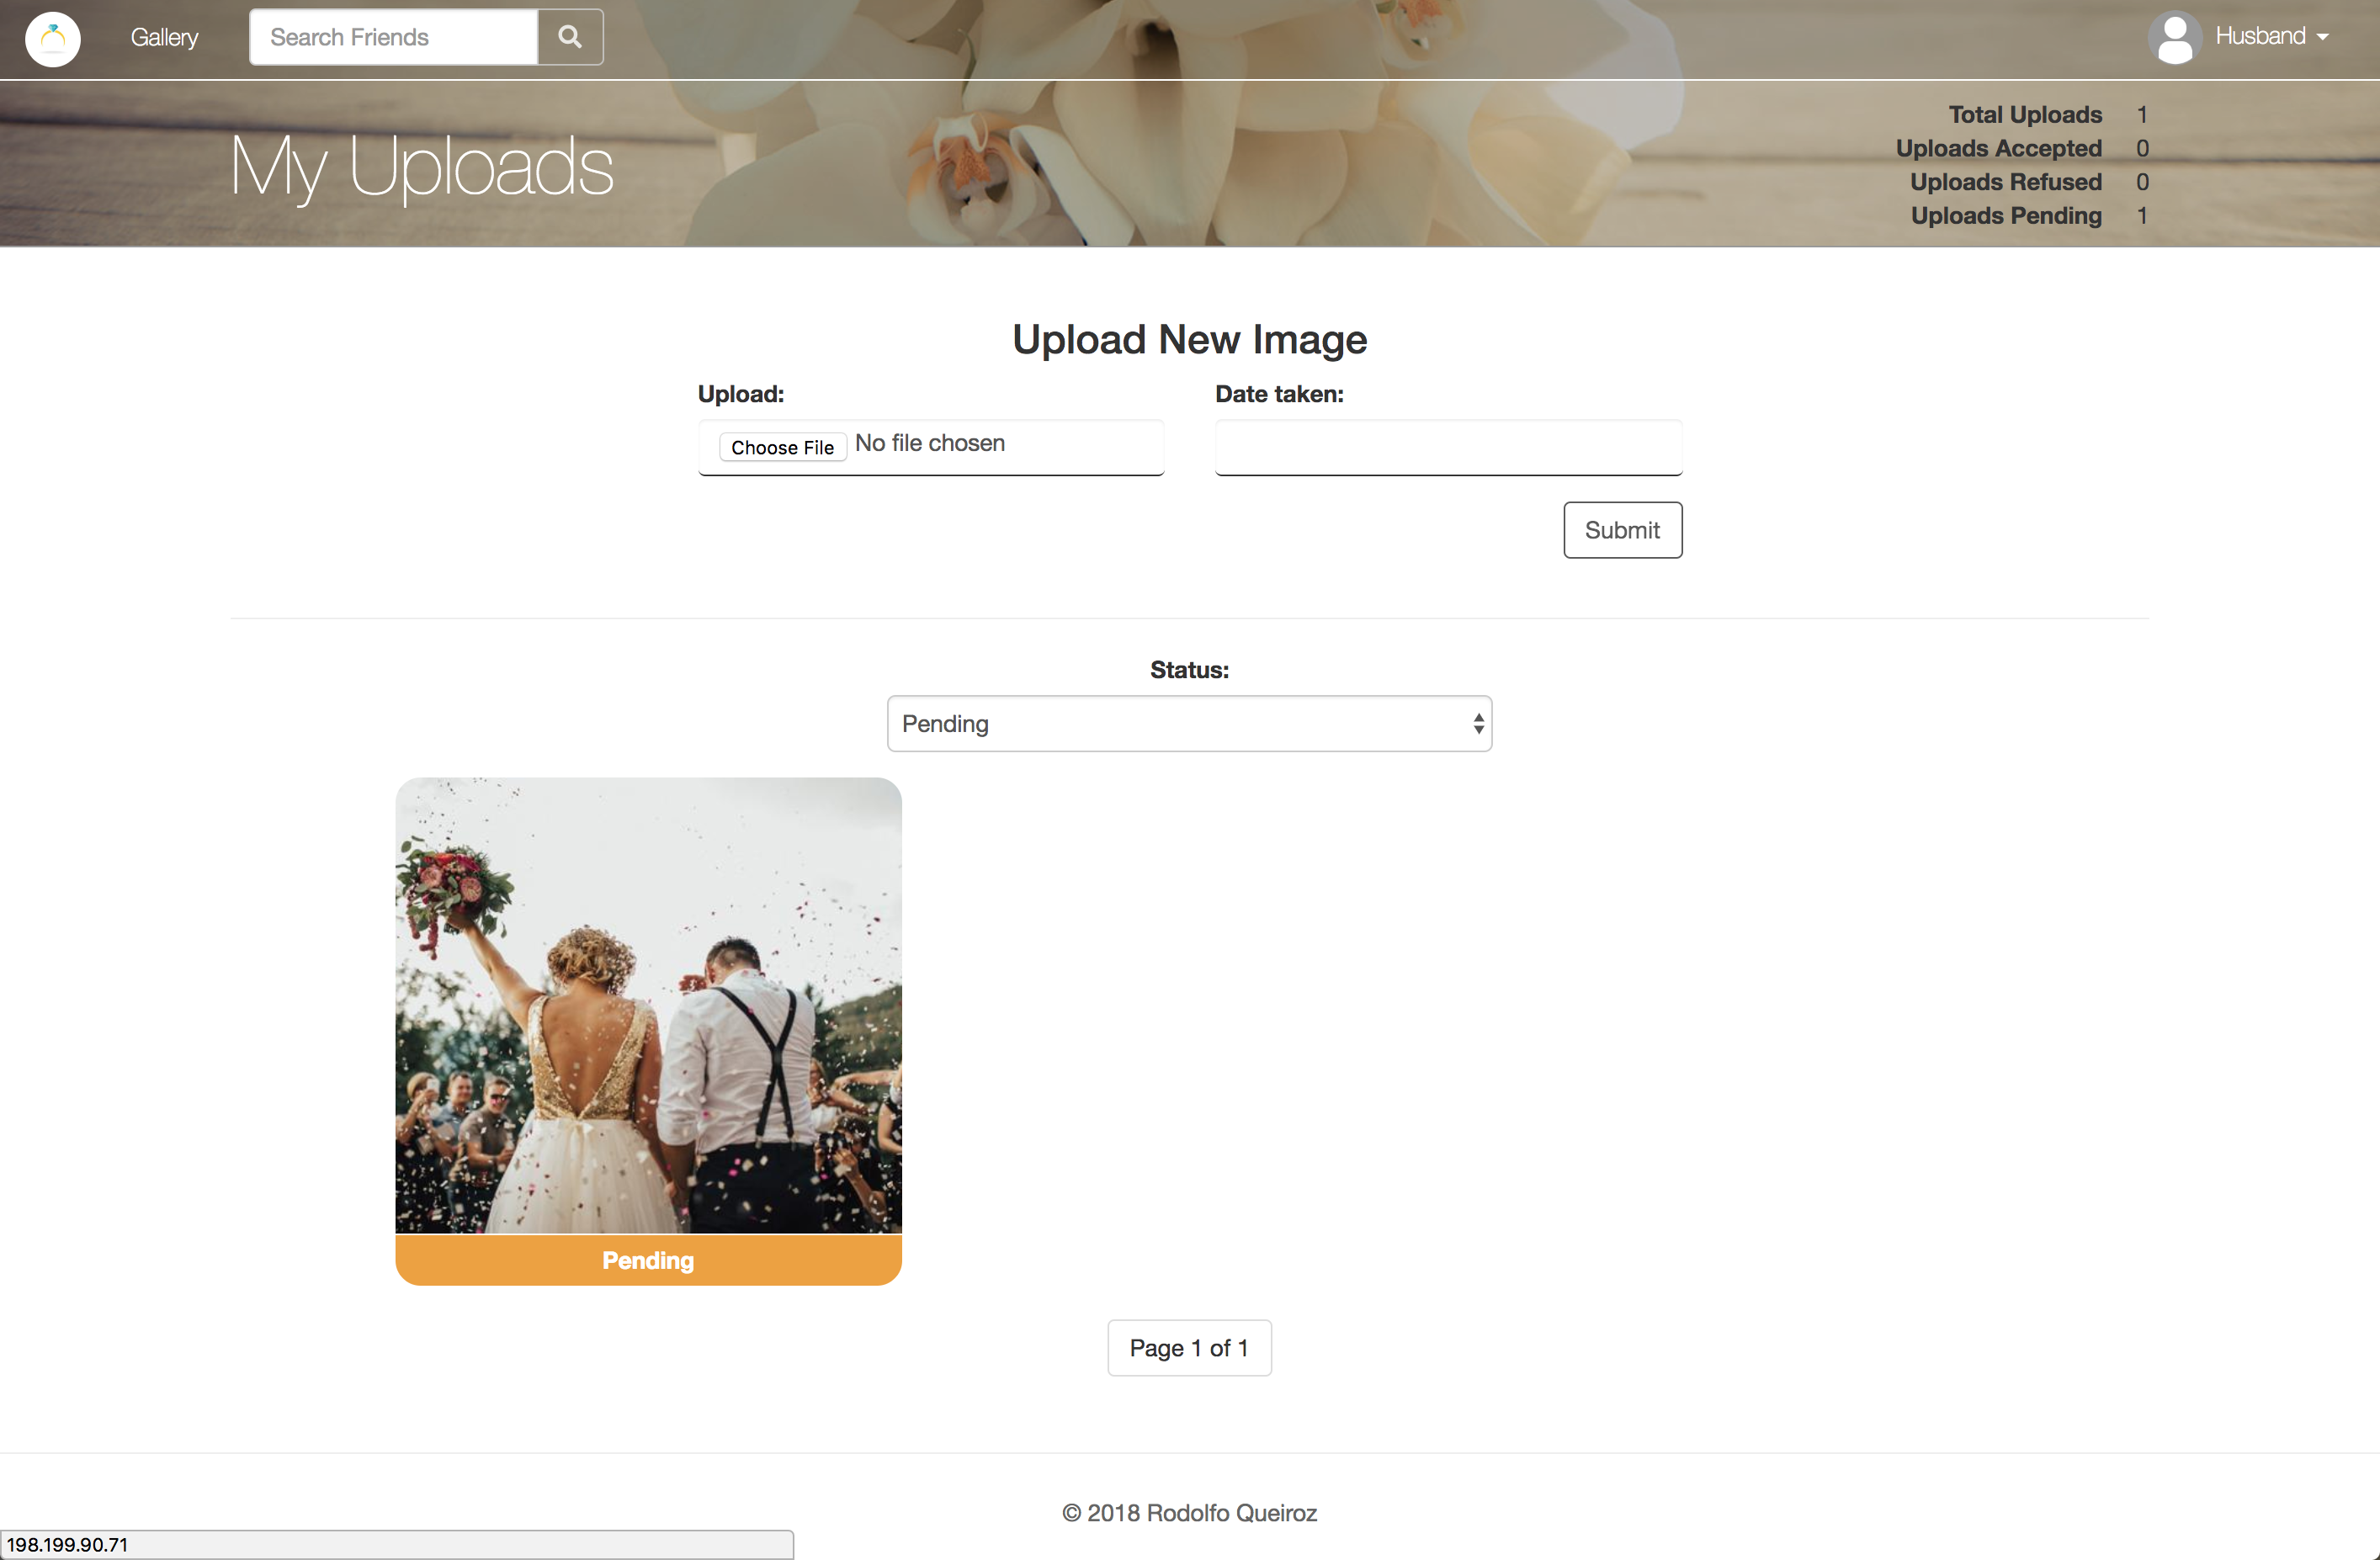 Gallery
Search Friends
Husband
My Uploads
Total Uploads 1
Uploads Accepted 0
Uploads Refused 0
Uploads Pending 1
Upload New Image
Upload:
Date taken:
Choose File No file chosen
Submit
Status:
Pending
Pending
Page 1 of 1
© 2018 Rodolfo Queiroz
198.199.90.71